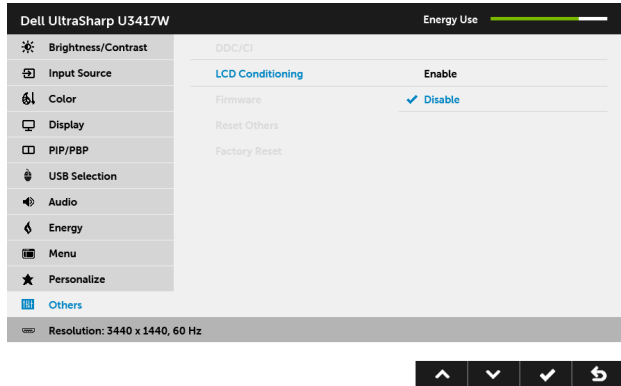 Dell UltraSharp U3417W
Energy Use
Brightness/Contrast
DDC/CI
Input Source
LCD Conditioning
Enable
Color
Firmware
Disable
Display
Reset Others
PIP/PBP
Factory Reset
USB Selection
Audio
Energy
Menu
Personalize
Others
Resolution: 3440 x 1440, 60 Hz